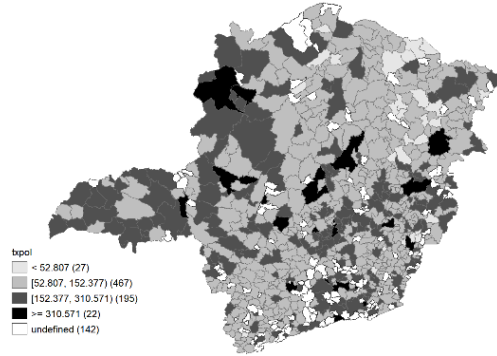 txpol
< 52.807 (27)
[52.807, 152.377) (467)
[152.377, 310.571) (195)
>= 310.571 (22)
undefined (142)